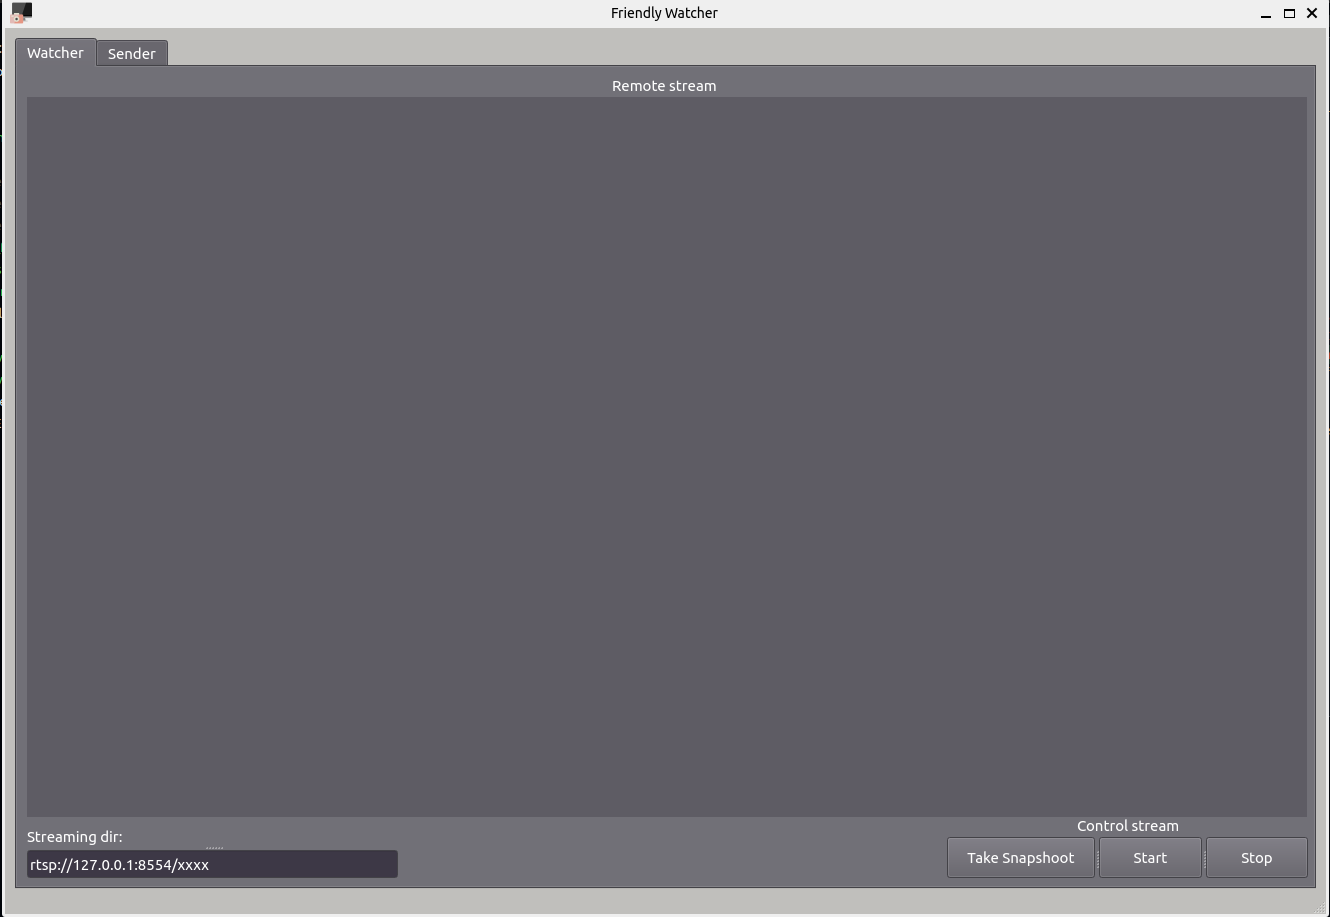 Friendly Watcher
Watcher
Sender
Remote stream
Streaming dir:
rtsp://127.0.0.1:8554/xxxx
Control stream
Take Snapshoot
Start
Stop